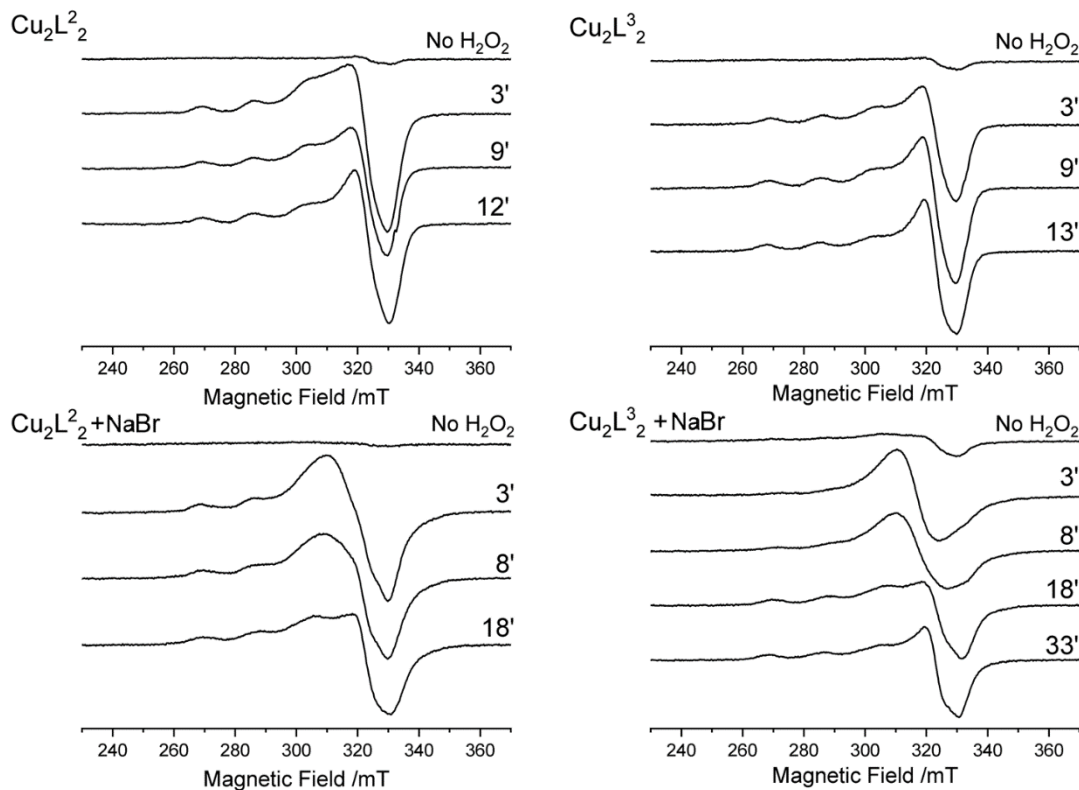 Cu₂L²₂
No H₂O₂
3'
9'
12'
240 260 280 300 320 340 360
Magnetic Field /mT
Cu₂L³₂
No H₂O₂
3'
9'
13'
240 260 280 300 320 340 360
Magnetic Field /mT
Cu₂L²₂ +NaBr
No H₂O₂
3'
8'
18'
240 260 280 300 320 340 360
Magnetic Field /mT
Cu₂L³₂ +NaBr
No H₂O₂
3'
8'
18'
33'
240 260 280 300 320 340 360
Magnetic Field /mT